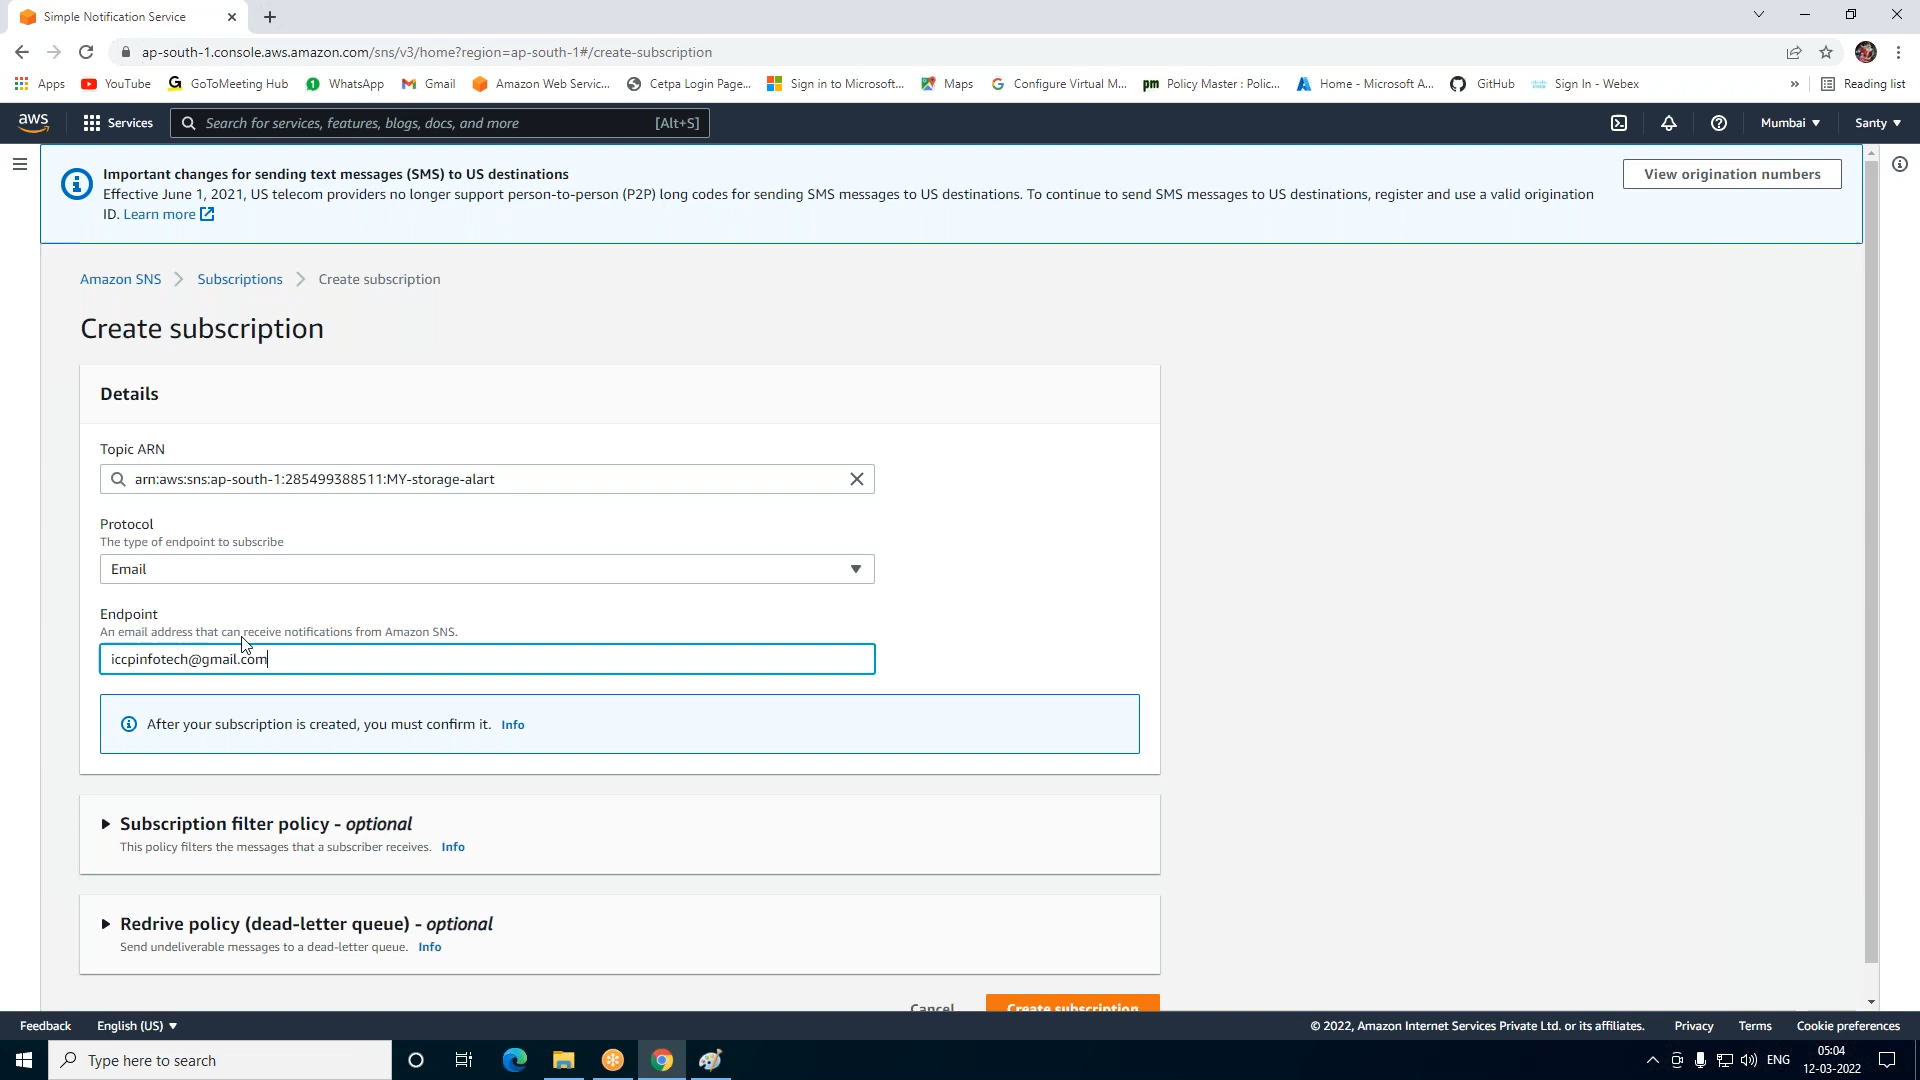 Simple Notification Service
ap-south-1.console.aws.amazon.com/sns/v3/home?region=ap-south-1#/create-subscription
Apps YouTube GoToMeeting Hub WhatsApp Gmail Amazon Web Servic... Cetpa Login Page... Sign in to Microsoft... Maps Configure Virtual M... pm Policy Master : Polic... Home - Microsoft A... GitHub Sign In - Webex » Reading list
aws Services Search for services, features, blogs, docs, and more [Alt+S] Mumbai Santy
Important changes for sending text messages (SMS) to US destinations
Effective June 1, 2021, US telecom providers no longer support person-to-person (P2P) long codes for sending SMS messages to US destinations. To continue to send SMS messages to US destinations, register and use a valid origination
ID. Learn more
View origination numbers
Amazon SNS Subscriptions Create subscription
Create subscription
Details
Topic ARN
arn:aws:sns:ap-south-1:285499388511:MY-storage-alart
Protocol
The type of endpoint to subscribe
Email
Endpoint
An email address that can receive notifications from Amazon SNS.
iccpinfotech@gmail.com
After your subscription is created, you must confirm it. Info
Subscription filter policy - optional
This policy filters the messages that a subscriber receives. Info
Redrive policy (dead-letter queue) - optional
Send undeliverable messages to a dead-letter queue. Info
Cancel Create subscription
Feedback English (US) © 2022, Amazon Internet Services Private Ltd. or its affiliates. Privacy Terms Cookie preferences
Type here to search ENG 05:04
12-03-2022